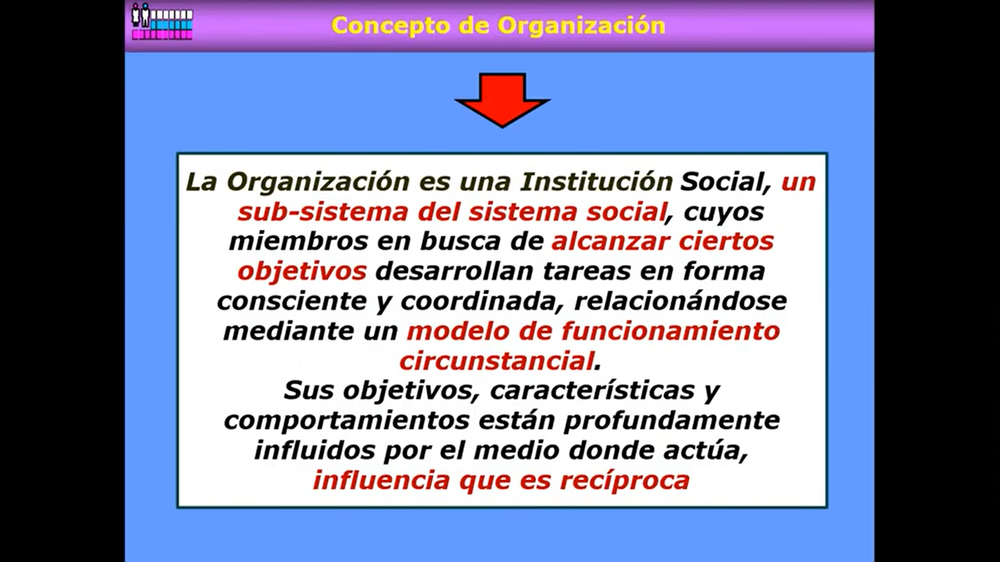 Concepto de Organización
La Organización es una Institución Social, un
sub-sistema del sistema social, cuyos
miembros en busca de alcanzar ciertos
objetivos desarrollan tareas en forma
consciente y coordinada, relacionándose
mediante un modelo de funcionamiento
circunstancial.
Sus objetivos, características y
comportamientos están profundamente
influidos por el medio donde actúa,
influencia que es recíproca